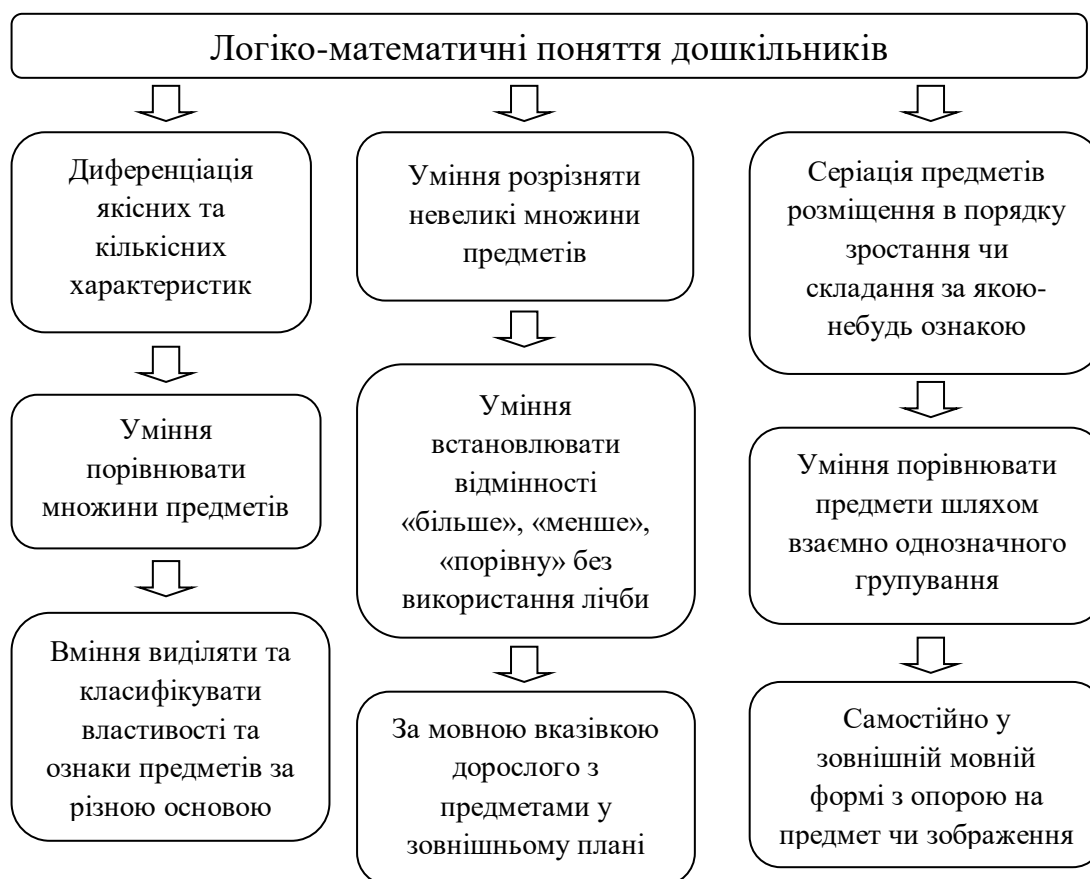 Логіко-математичні поняття дошкільників
Диференціація
якісних та
кількісних
характеристик
Уміння
порівнювати
множини предметів
Вміння виділяти та
класифікувати
властивості та
ознаки предметів за
різною основою
Уміння розрізняти
невеликі множини
предметів
Уміння
встановлювати
відмінності
«більше», «менше»,
«порівну» без
використання лічби
За мовною вказівкою
дорослого з
предметами у
зовнішньому плані
Серіація предметів
розміщення в порядку
зростання чи
складання за якою-
небудь ознакою
Уміння порівнювати
предмети шляхом
взаємно однозначного
групування
Самостійно у
зовнішній мовній
формі з опорою на
предмет чи зображення